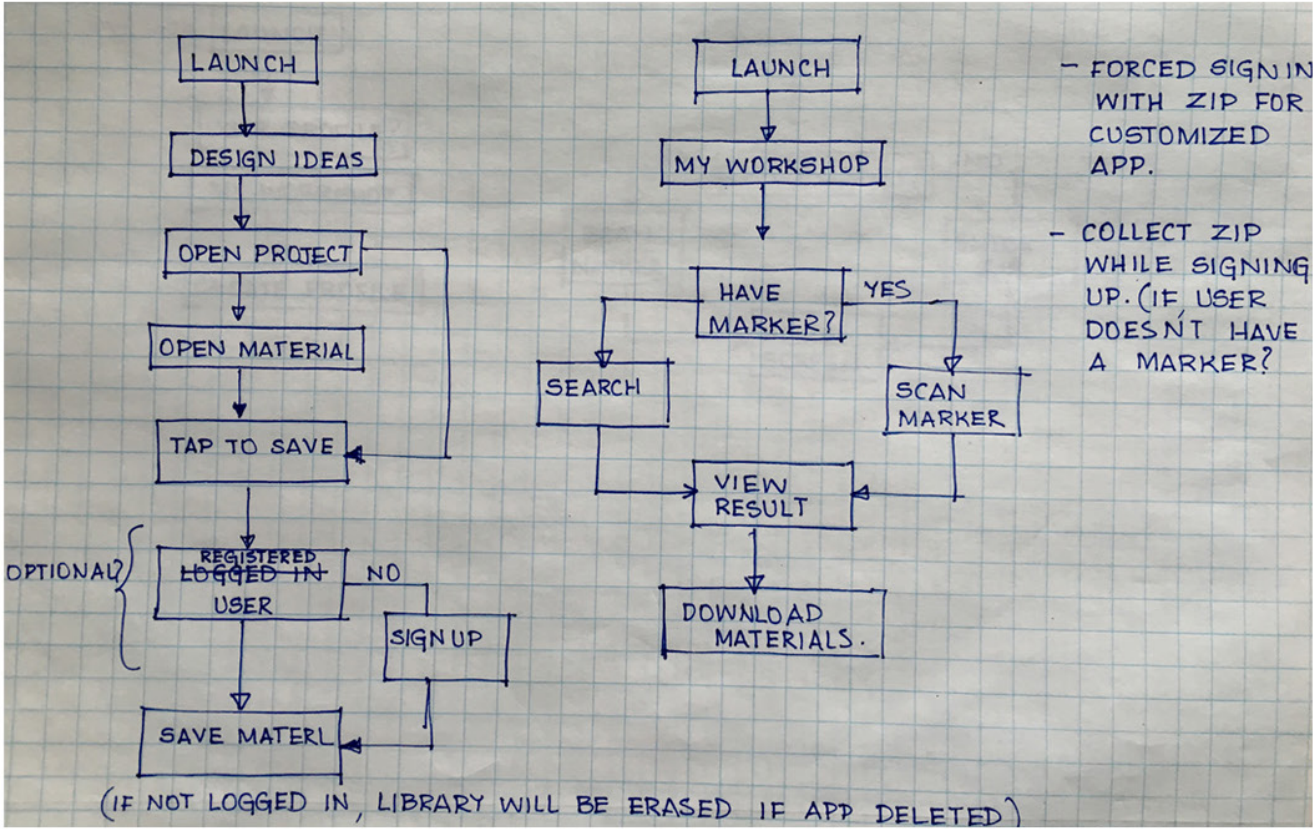 LAUNCH
DESIGN IDEAS
OPEN PROJECT
OPEN MATERIAL
TAP TO SAVE
OPTIONAL?
REGISTERED
LOGGED IN
USER
NO
SIGN UP
SAVE MATERL
(IF NOT LOGGED IN, LIBRARY WILL BE ERASED IF APP DELETED)
LAUNCH
MY WORKSHOP
HAVE
MARKER?
YES
SEARCH
SCAN
MARKER
VIEW
RESULT
DOWNLOAD
MATERIALS.
- FORCED SIGN IN
WITH ZIP FOR
CUSTOMIZED
APP.
- COLLECT ZIP
WHILE SIGNING
UP. (IF USER
DOESN'T HAVE
A MARKER?